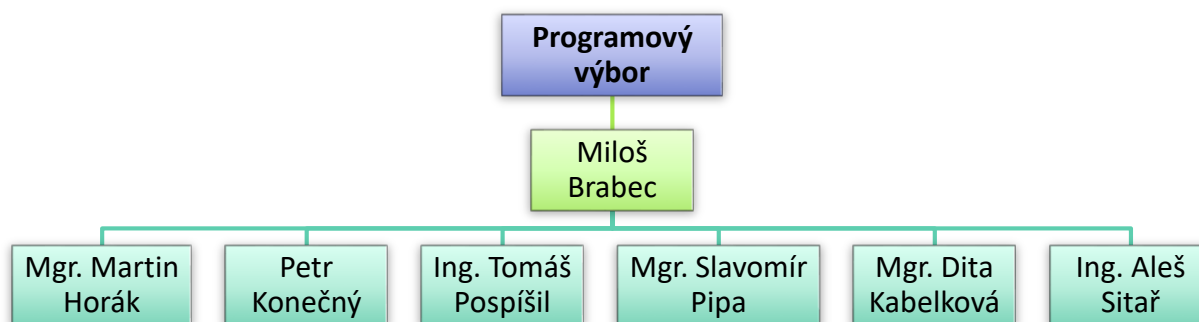 Programový
výbor
Miloš
Brabec
Mgr. Martin
Horák
Petr
Konečný
Ing. Tomáš
Pospíšil
Mgr. Slavomír
Pipa
Mgr. Dita
Kabelková
Ing. Aleš
Sitař